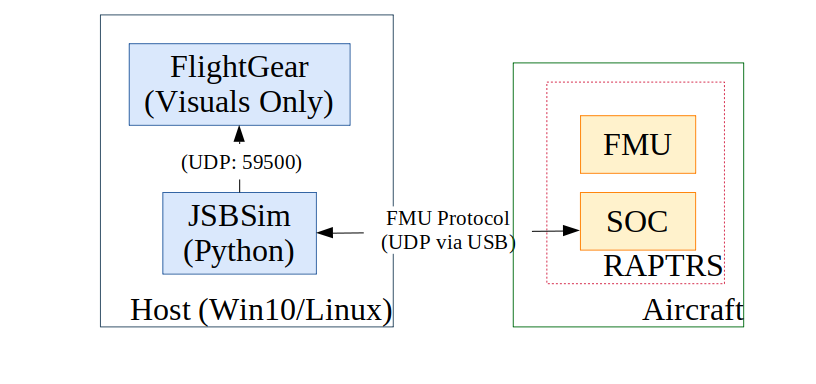 FlightGear
(Visuals Only)
(UDP: 59500)
JSBSim
(Python)
Host (Win10/Linux)
FMU Protocol
(UDP via USB)
FMU
SOC
RAPTRS
Aircraft